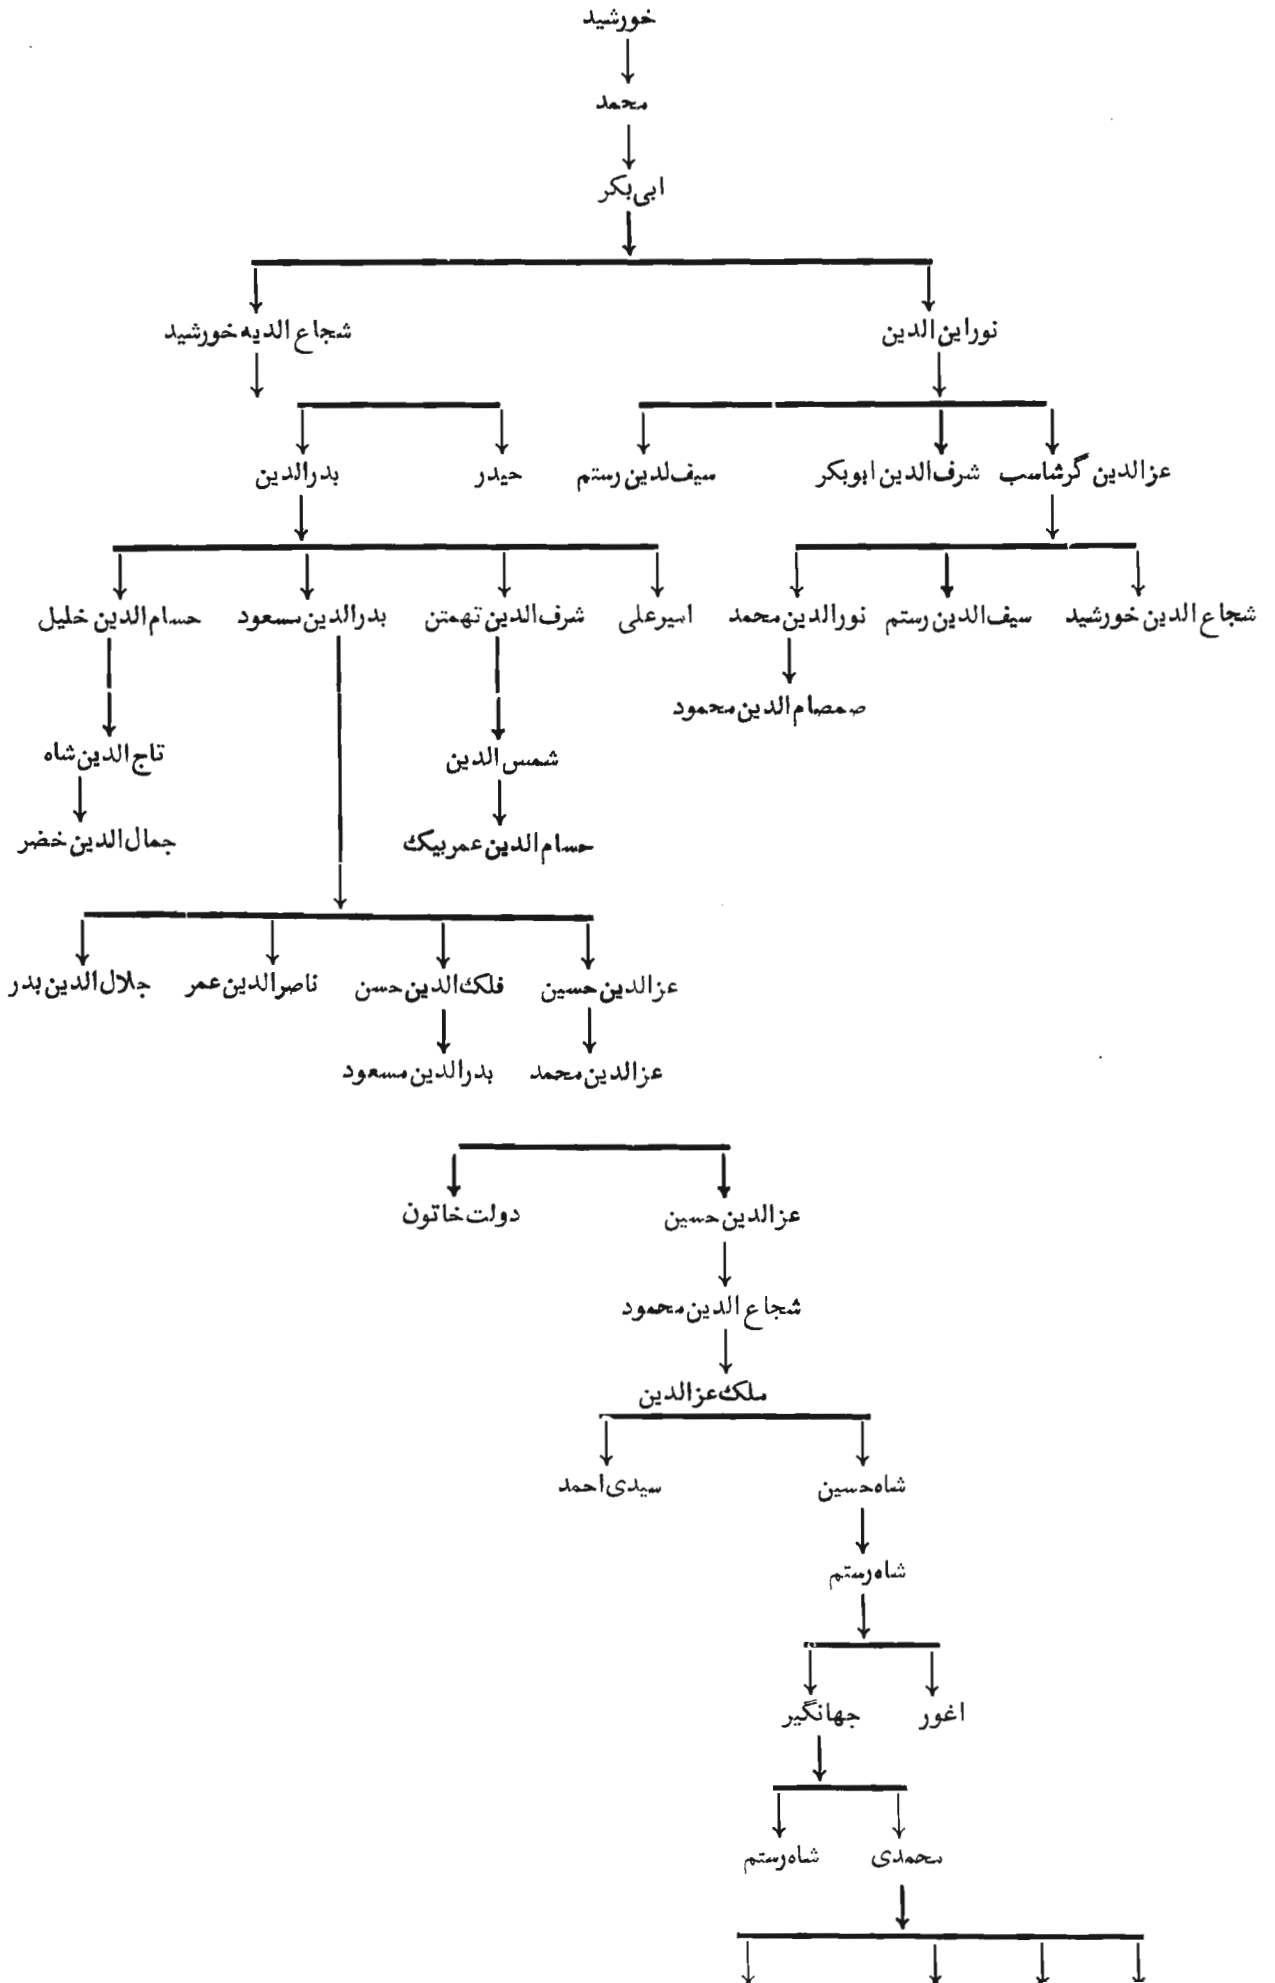 خورشید
محمد
ابی بکر
نوراین الدین    شجاع الدیه خورشید
عزالدین گرشاسب    شرف الدین ابوبکر    سیف لدین رستم    حیدر    بدرالدین
شجاع الدین خورشید    سیف الدین رستم    نورالدین محمد    اسیرعلی    شرف الدین تهمتن    بدرالدین مسعود    حسام الدین خلیل
صمصام الدین محمود
شمس الدین    تاج الدین شاه
حسام الدین عمربیک    جمال الدین خضر
عزالدین حسین    فلک الدین حسن    ناصرالدین عمر    جلال الدین بدر
عزالدین محمد    بدرالدین مسعود
عزالدین حسین    دولت خاتون
شجاع الدین محمود
ملک عزالدین
شاه حسین    سیدی احمد
شاه رستم
اغور    جهانگیر
محمدی    شاه رستم